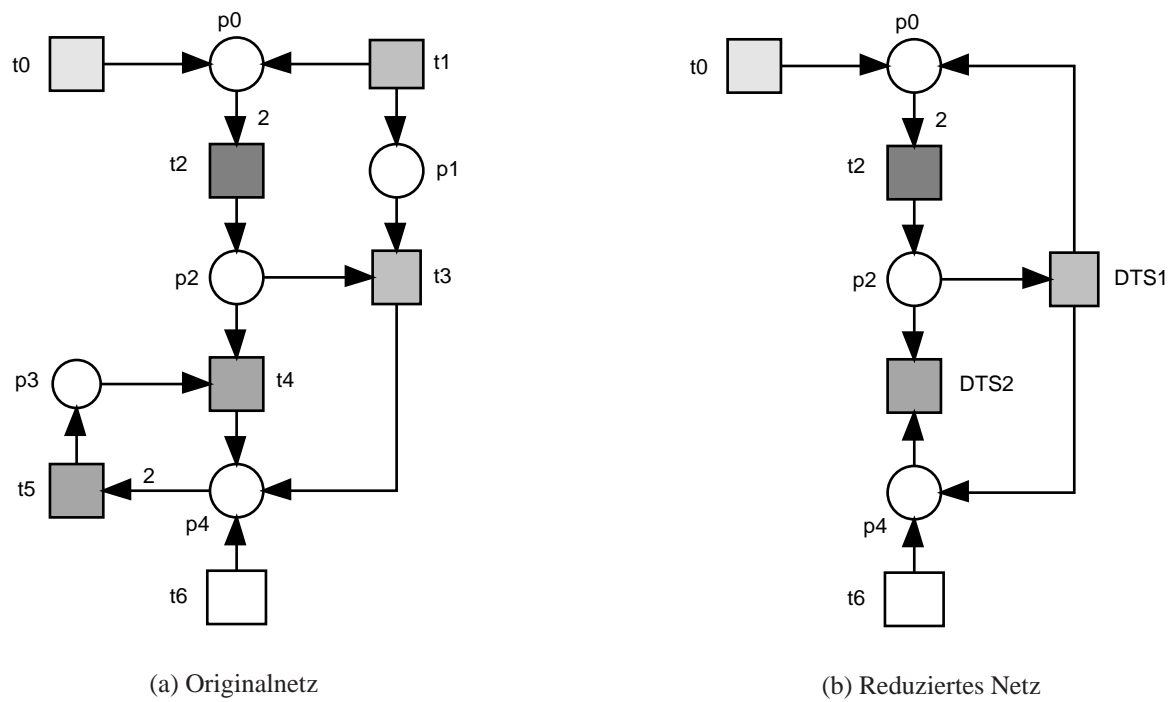 p0
t0
t1
2
t2
p1
p2
t3
p3
t4
t5
2
p4
t6
(a) Originalnetz
p0
t0
2
t2
p2
DTS1
DTS2
p4
t6
(b) Reduziertes Netz